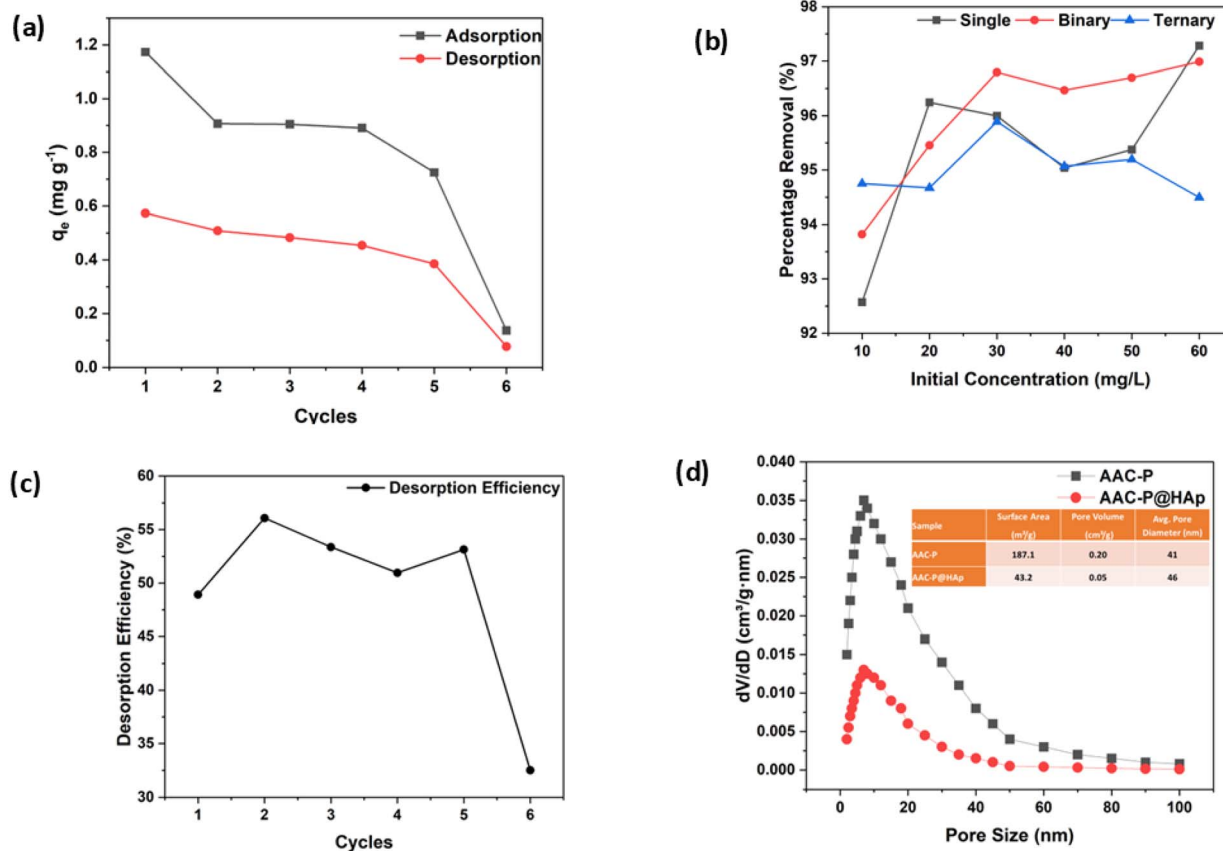 (a)
Adsorption
Desorption
1.2
1.0
0.8
0.6
0.4
0.2
0.0
qe (mg g-1)
1 2 3 4 5 6
Cycles
(b)
Single Binary Ternary
98
97
96
95
94
93
92
Percentage Removal (%)
10 20 30 40 50 60
Initial Concentration (mg/L)
(c)
Desorption Efficiency
60
55
50
45
40
35
30
Desorption Efficiency (%)
1 2 3 4 5 6
Cycles
(d)
AAC-P
AAC-P@HAp
0.040
0.035
0.030
0.025
0.020
0.015
0.010
0.005
0.000
dV/dD (cm³/g·nm)
Sample Surface Area Pore Volume Avg. Pore
(m²/g) (cm³/g) Diameter (nm)
AAC-P 187.1 0.20 41
AAC-P@HAp 43.2 0.05 46
0 20 40 60 80 100
Pore Size (nm)